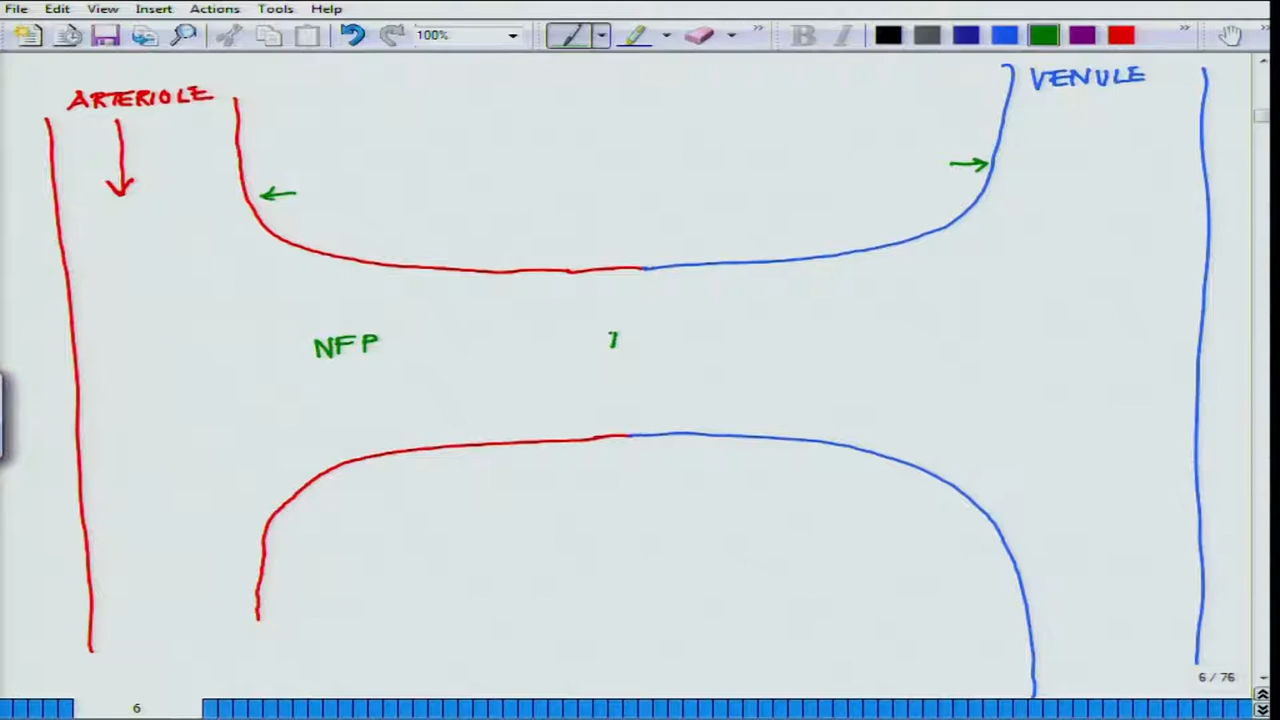 File Edit View Insert Actions Tools Help
100%
B I
ARTERIOLE
VENULE
NFP
6 / 76
6